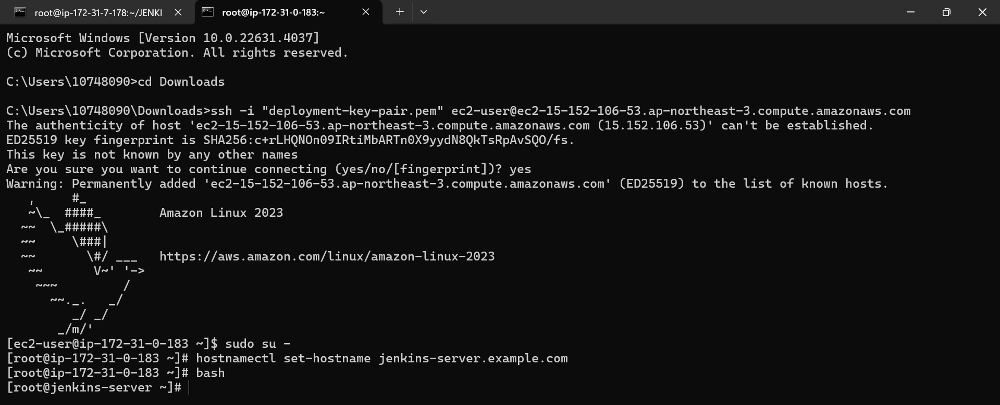 root@ip-172-31-7-178:~/JENKI
root@ip-172-31-0-183:~
Microsoft Windows [Version 10.0.22631.4037]
(c) Microsoft Corporation. All rights reserved.
C:\Users\10748090>cd Downloads
C:\Users\10748090\Downloads>ssh -i "deployment-key-pair.pem" ec2-user@ec2-15-152-106-53.ap-northeast-3.compute.amazonaws.com
The authenticity of host 'ec2-15-152-106-53.ap-northeast-3.compute.amazonaws.com (15.152.106.53)' can't be established.
ED25519 key fingerprint is SHA256:c+rLHQNOn09IRtiMbARTn0X9yydN8QkTsRpAvSQO/fs.
This key is not known by any other names
Are you sure you want to continue connecting (yes/no/[fingerprint])? yes
Warning: Permanently added 'ec2-15-152-106-53.ap-northeast-3.compute.amazonaws.com' (ED25519) to the list of known hosts.
   ,     #_
   ~\_  ####_        Amazon Linux 2023
  ~~  \_#####\
  ~~     \###|
  ~~       \#/ ___   https://aws.amazon.com/linux/amazon-linux-2023
   ~~       V~' '->
    ~~~         /
      ~~._.   _/
         _/ _/
       _/m/'
[ec2-user@ip-172-31-0-183 ~]$ sudo su -
[root@ip-172-31-0-183 ~]# hostnamectl set-hostname jenkins-server.example.com
[root@ip-172-31-0-183 ~]# bash
[root@jenkins-server ~]#